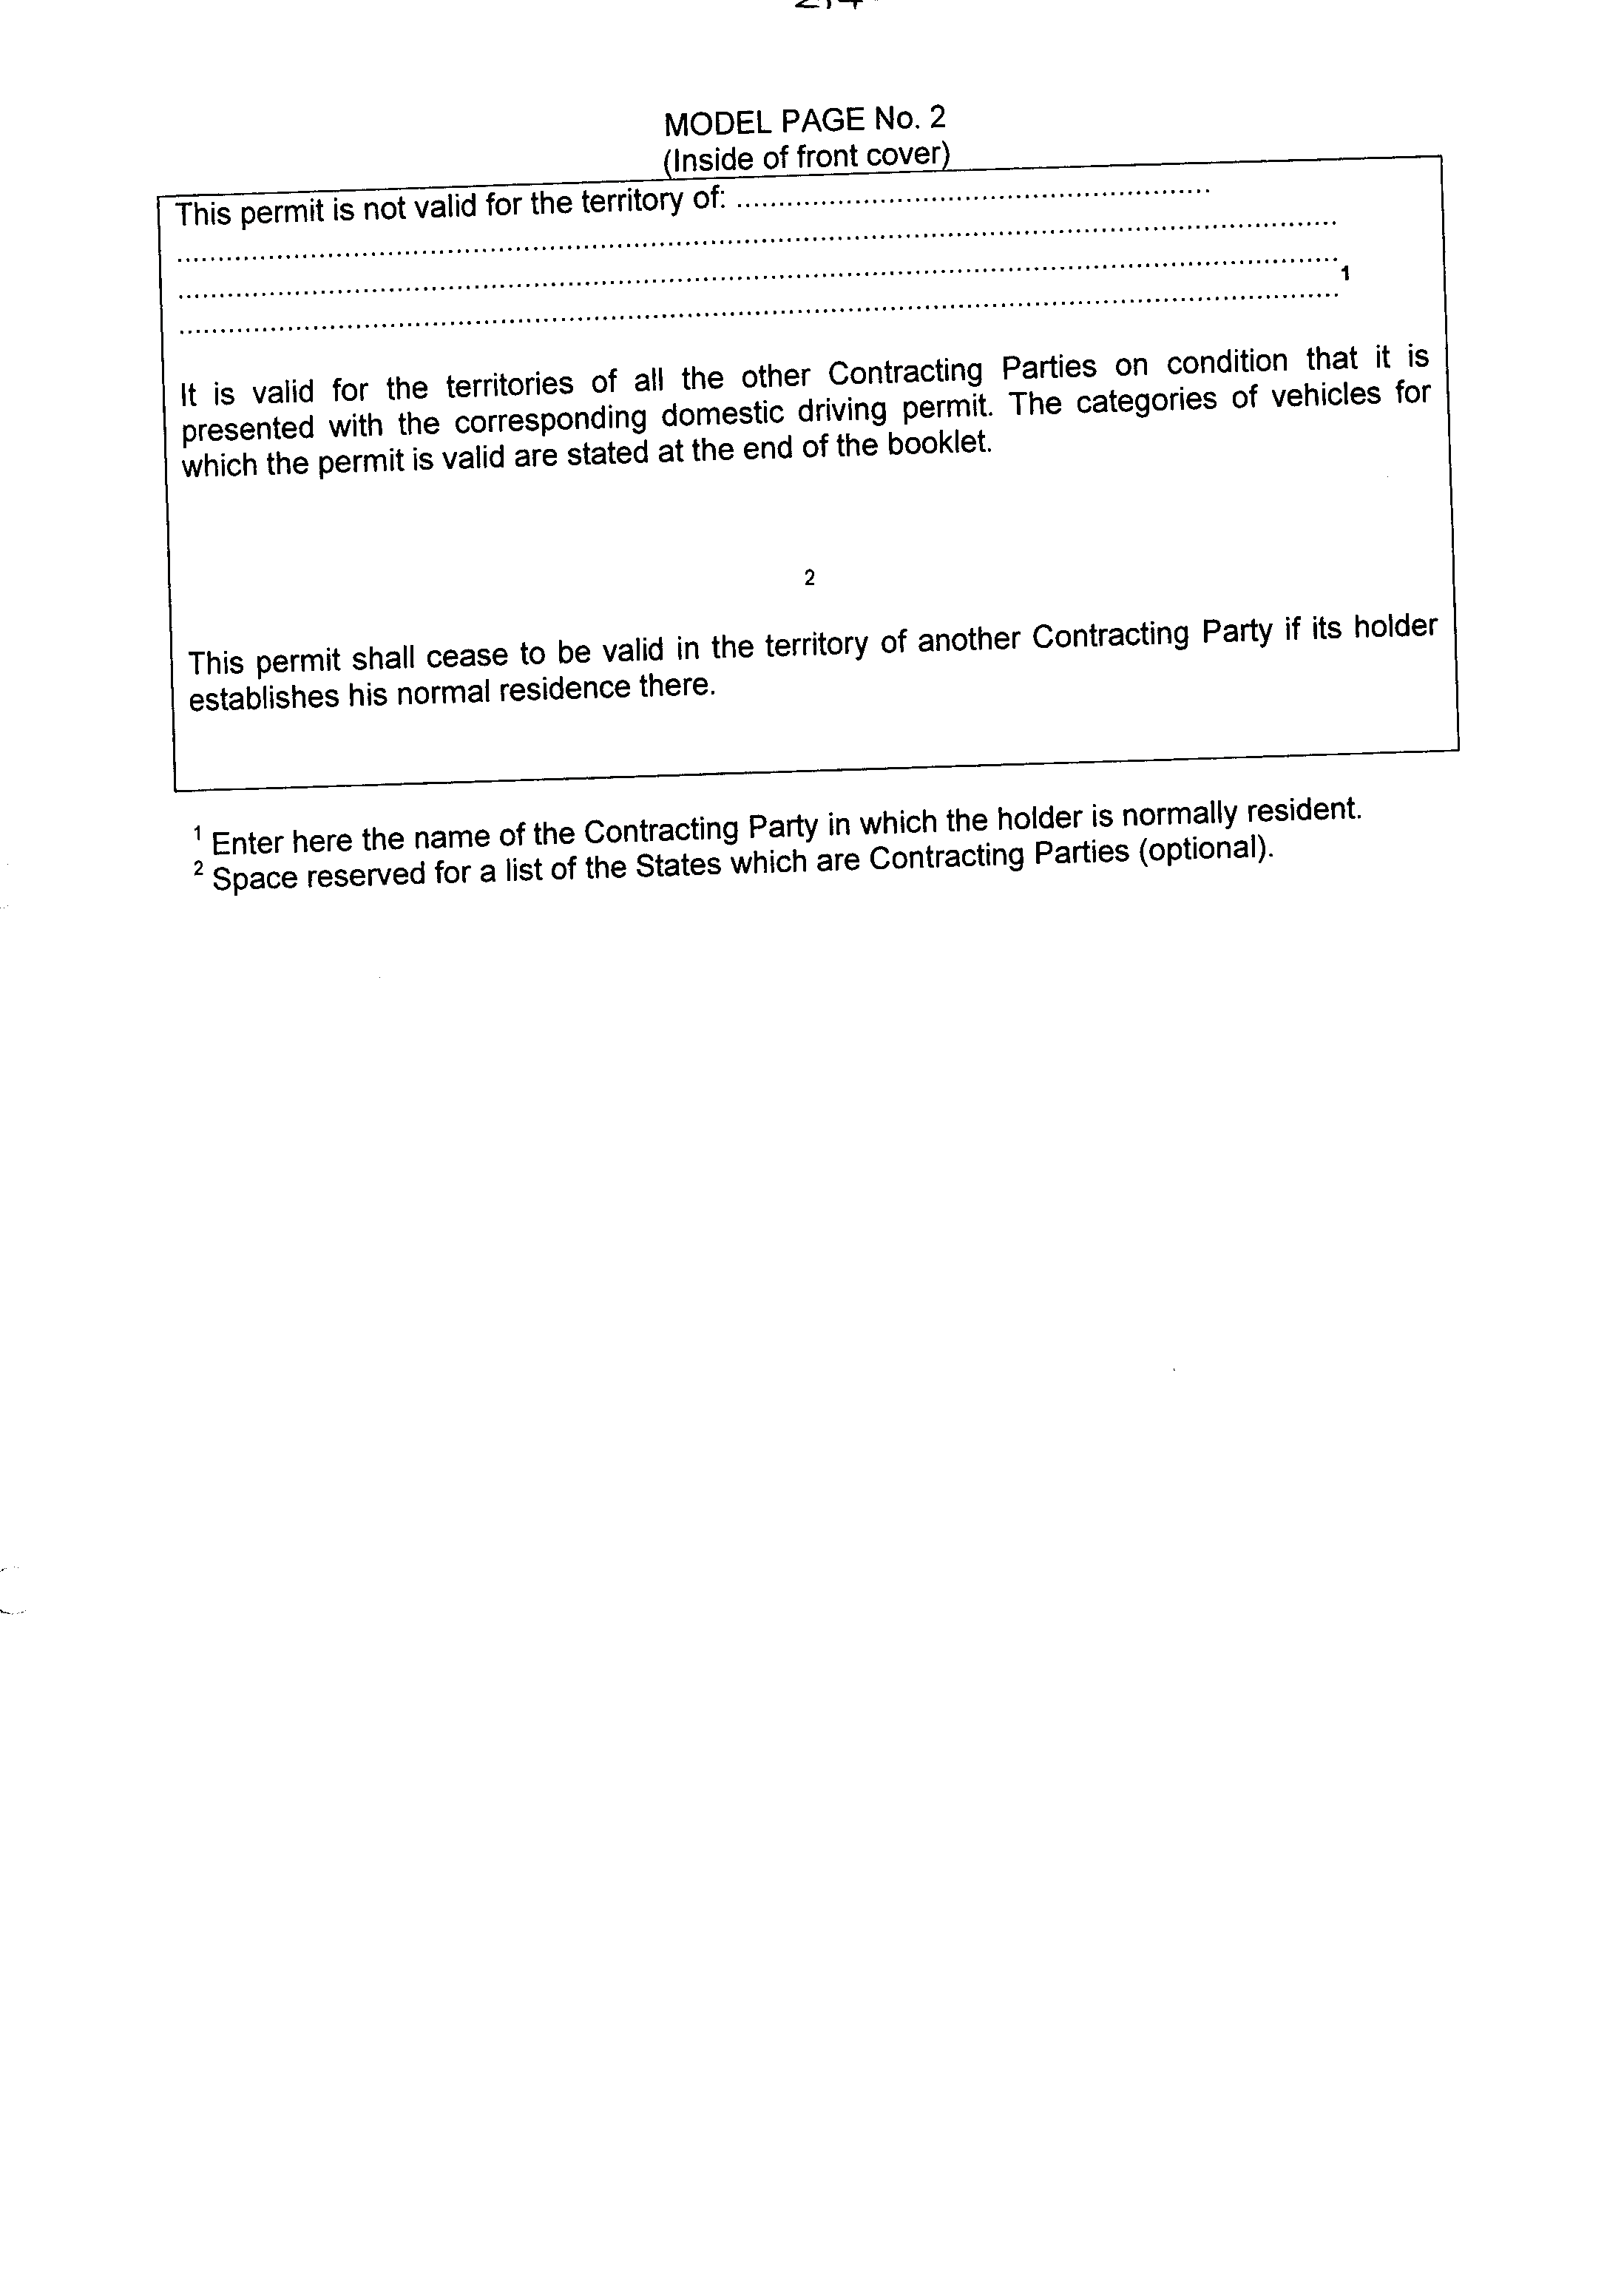 MODEL PAGE No. 2
(Inside of front cover)
This permit is not valid for the territory of: ..........................................................
..............................................................................................................................................
..............................................................................................................................................
..............................................................................................................................................1
It is valid for the territories of all the other Contracting Parties on condition that it is
presented with the corresponding domestic driving permit. The categories of vehicles for
which the permit is valid are stated at the end of the booklet.
2
This permit shall cease to be valid in the territory of another Contracting Party if its holder
establishes his normal residence there.
1 Enter here the name of the Contracting Party in which the holder is normally resident.
2 Space reserved for a list of the States which are Contracting Parties (optional).